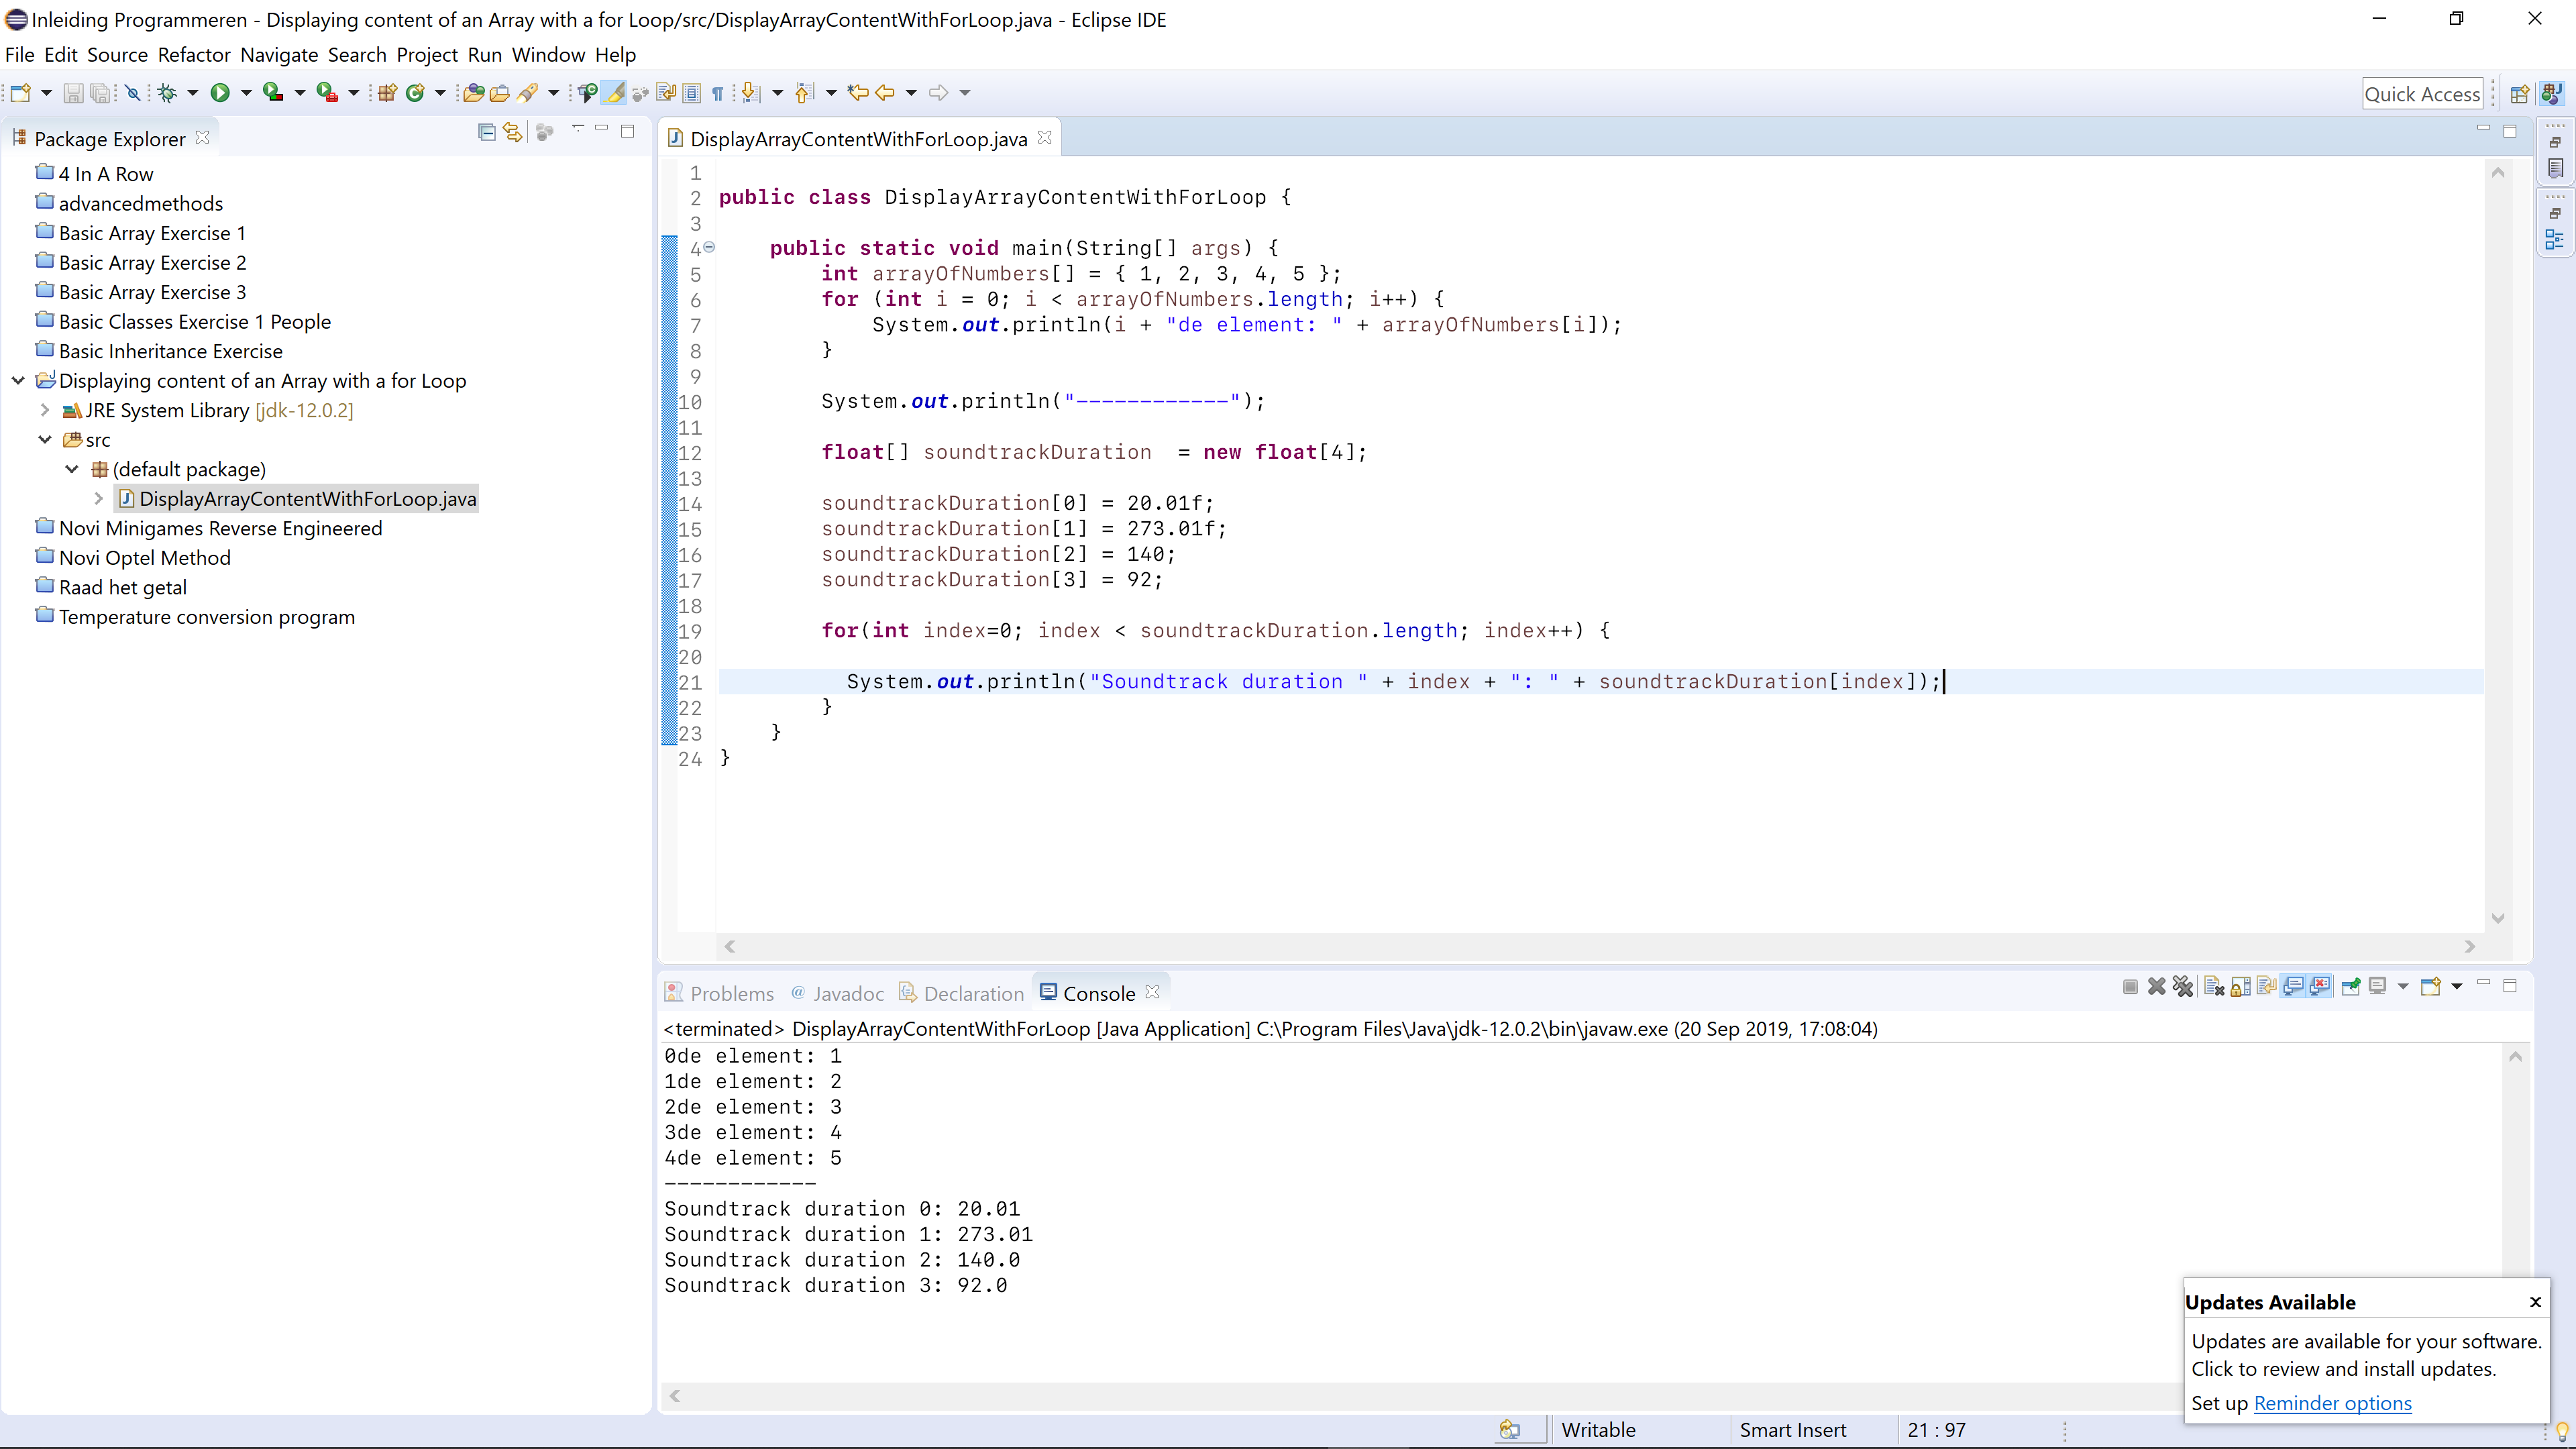 Inleiding Programmeren - Displaying content of an Array with a for Loop/src/DisplayArrayContentWithForLoop.java - Eclipse IDE
File Edit Source Refactor Navigate Search Project Run Window Help
Quick Access
Package Explorer
4 In A Row
advancedmethods
Basic Array Exercise 1
Basic Array Exercise 2
Basic Array Exercise 3
Basic Classes Exercise 1 People
Basic Inheritance Exercise
Displaying content of an Array with a for Loop
JRE System Library [jdk-12.0.2]
src
(default package)
DisplayArrayContentWithForLoop.java
Novi Minigames Reverse Engineered
Novi Optel Method
Raad het getal
Temperature conversion program
DisplayArrayContentWithForLoop.java
1
2 public class DisplayArrayContentWithForLoop {
3
4     public static void main(String[] args) {
5         int arrayOfNumbers[] = { 1, 2, 3, 4, 5 };
6         for (int i = 0; i < arrayOfNumbers.length; i++) {
7             System.out.println(i + "de element: " + arrayOfNumbers[i]);
8         }
9
10         System.out.println("------------");
11
12         float[] soundtrackDuration  = new float[4];
13
14         soundtrackDuration[0] = 20.01f;
15         soundtrackDuration[1] = 273.01f;
16         soundtrackDuration[2] = 140;
17         soundtrackDuration[3] = 92;
18
19         for(int index=0; index < soundtrackDuration.length; index++) {
20
21           System.out.println("Soundtrack duration " + index + ": " + soundtrackDuration[index]);
22         }
23     }
24 }
Problems @ Javadoc Declaration Console
<terminated> DisplayArrayContentWithForLoop [Java Application] C:\Program Files\Java\jdk-12.0.2\bin\javaw.exe (20 Sep 2019, 17:08:04)
0de element: 1
1de element: 2
2de element: 3
3de element: 4
4de element: 5
------------
Soundtrack duration 0: 20.01
Soundtrack duration 1: 273.01
Soundtrack duration 2: 140.0
Soundtrack duration 3: 92.0
Updates Available
Updates are available for your software.
Click to review and install updates.
Set up Reminder options
Writable Smart Insert 21 : 97